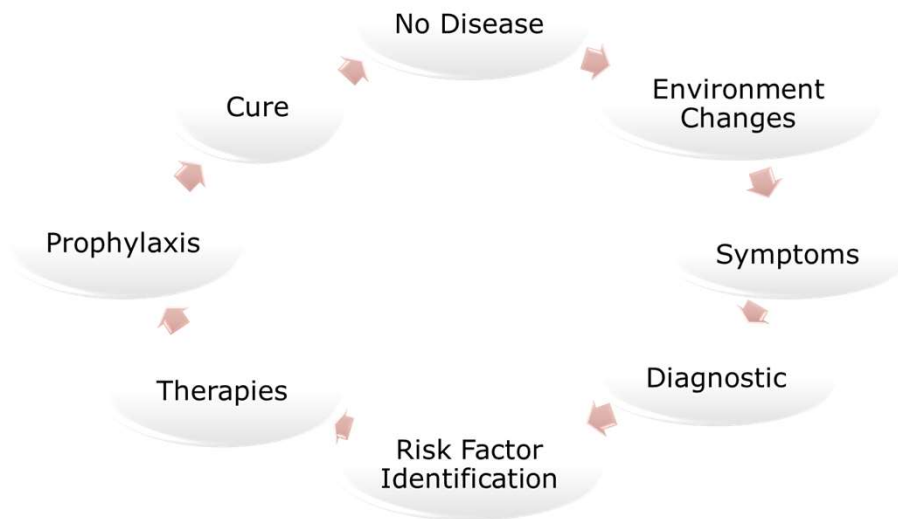 No Disease
Environment
Changes
Symptoms
Diagnostic
Risk Factor
Identification
Therapies
Prophylaxis
Cure